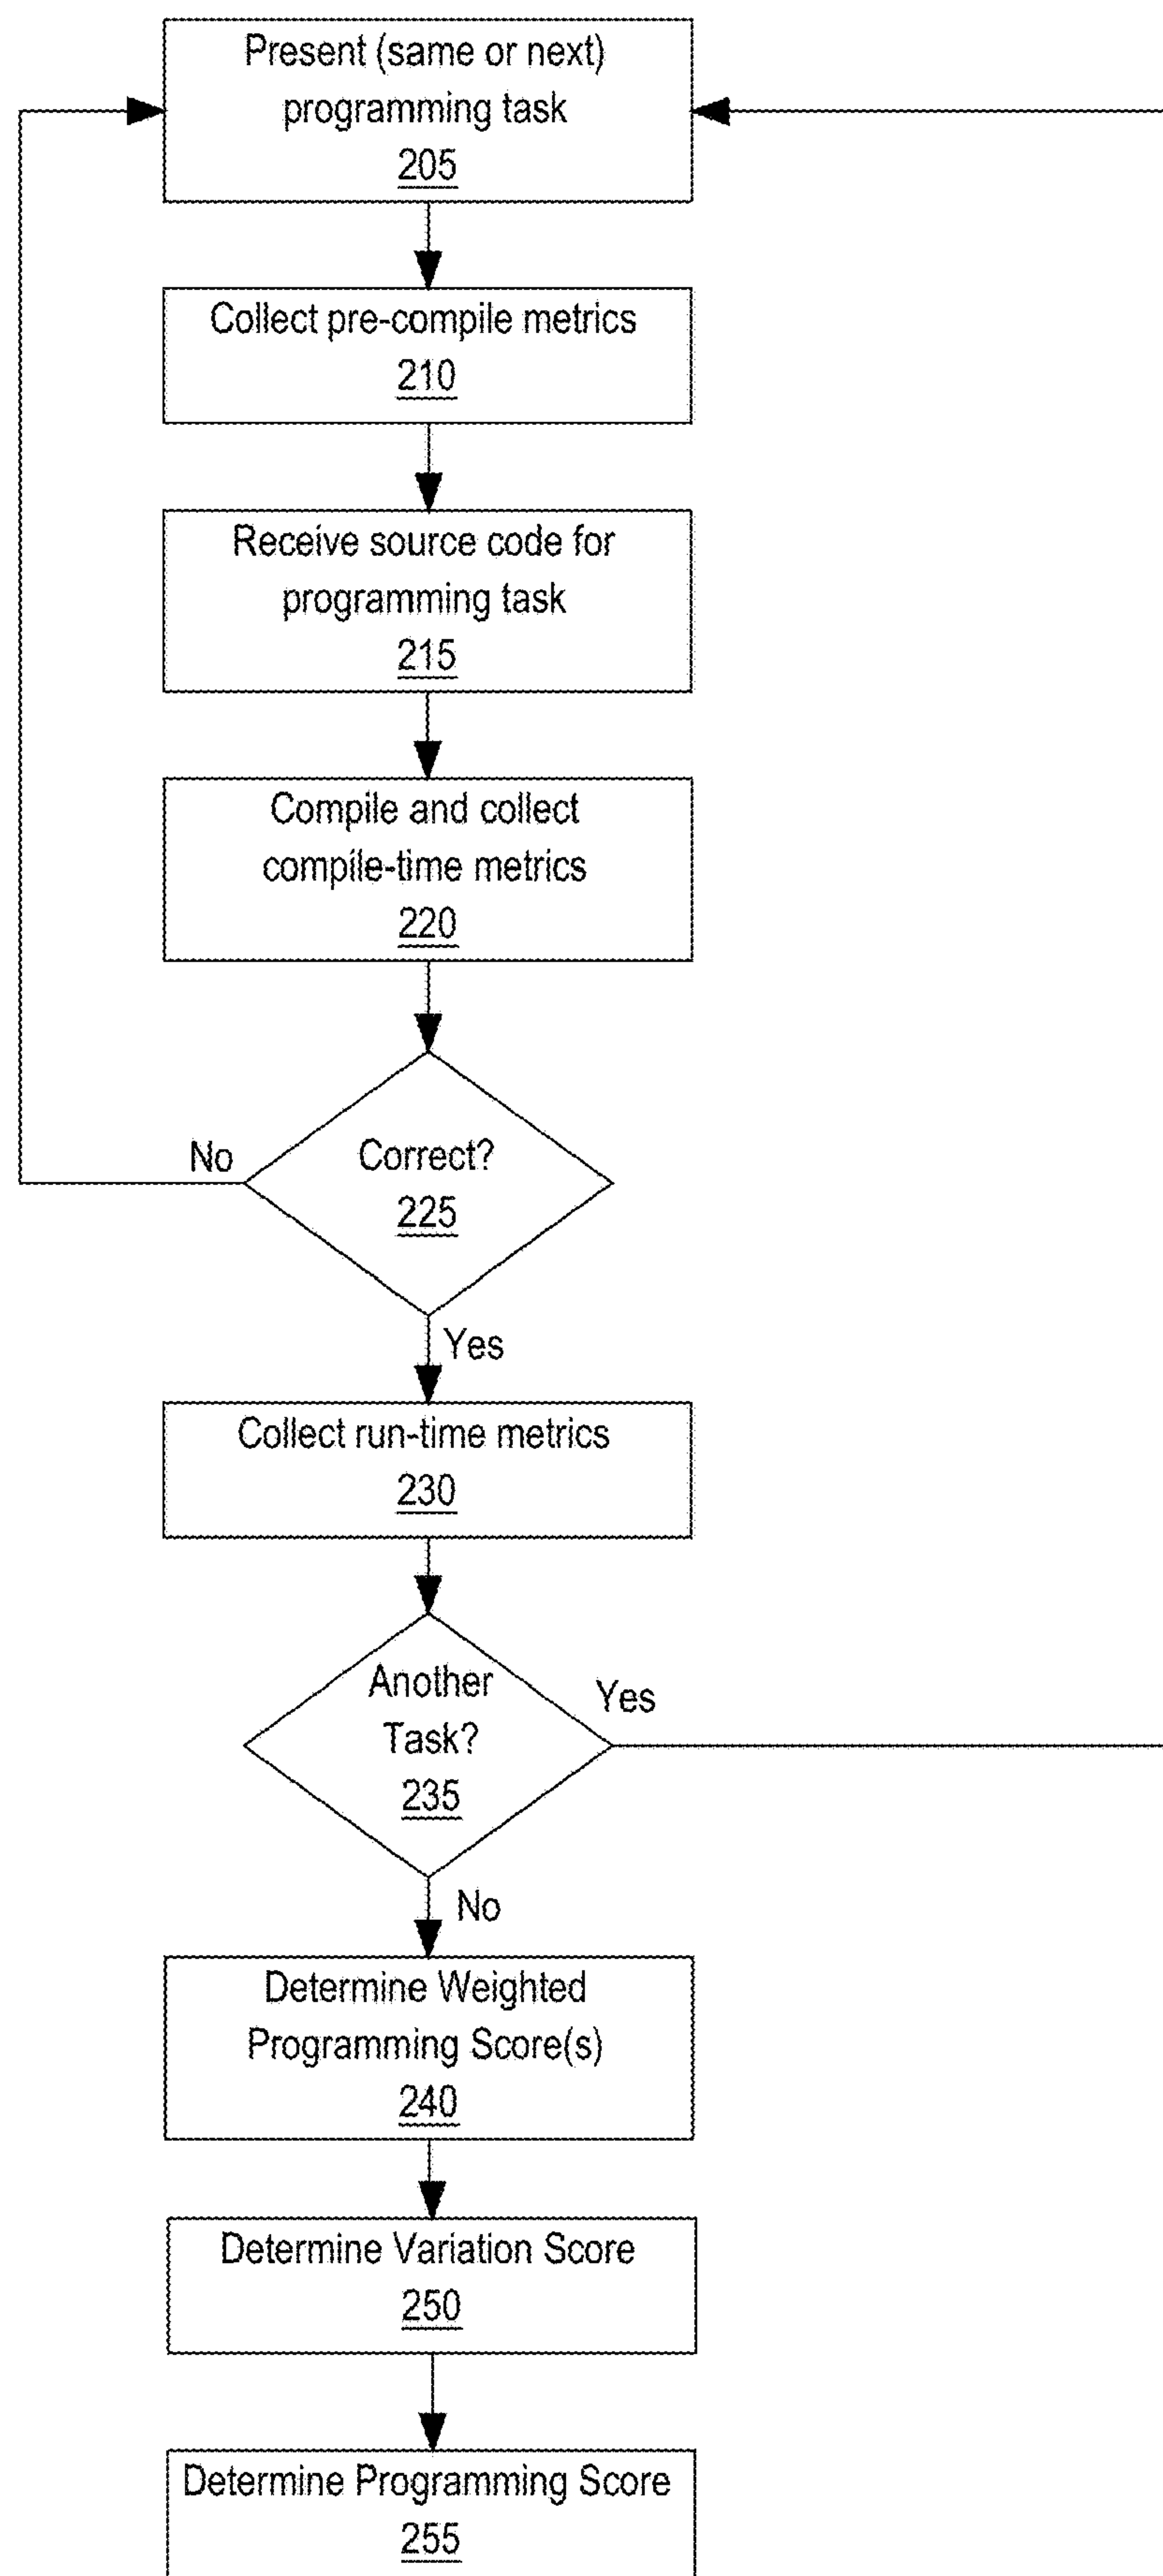 Present (same or next)
programming task
205
Collect pre-compile metrics
210
Receive source code for
programming task
215
Compile and collect
compile-time metrics
220
No
Correct?
225
Yes
Collect run-time metrics
230
Another
Task?
235
Yes
No
Determine Weighted
Programming Score(s)
240
Determine Variation Score
250
Determine Programming Score
255